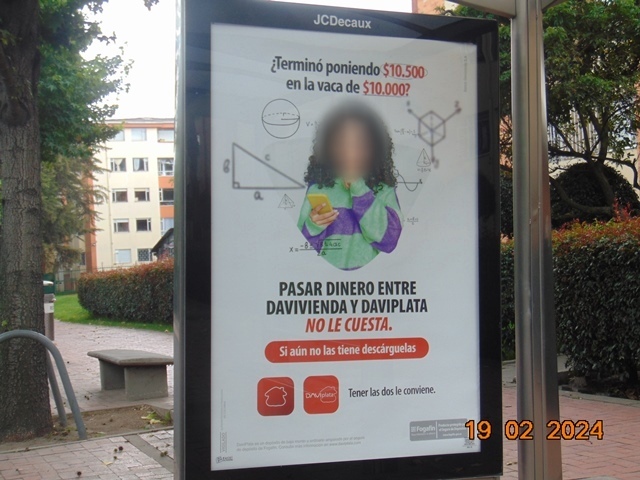 JCDecaux
¿Terminó poniendo $10.500
en la vaca de $10.000?
c
a
PASAR DINERO ENTRE
DAVIVIENDA Y DAVIPLATA
NO LE CUESTA.
Si aún no las tiene descárguelas
DAVIplata
Tener las dos le conviene.
Fogafín
19 02 2024